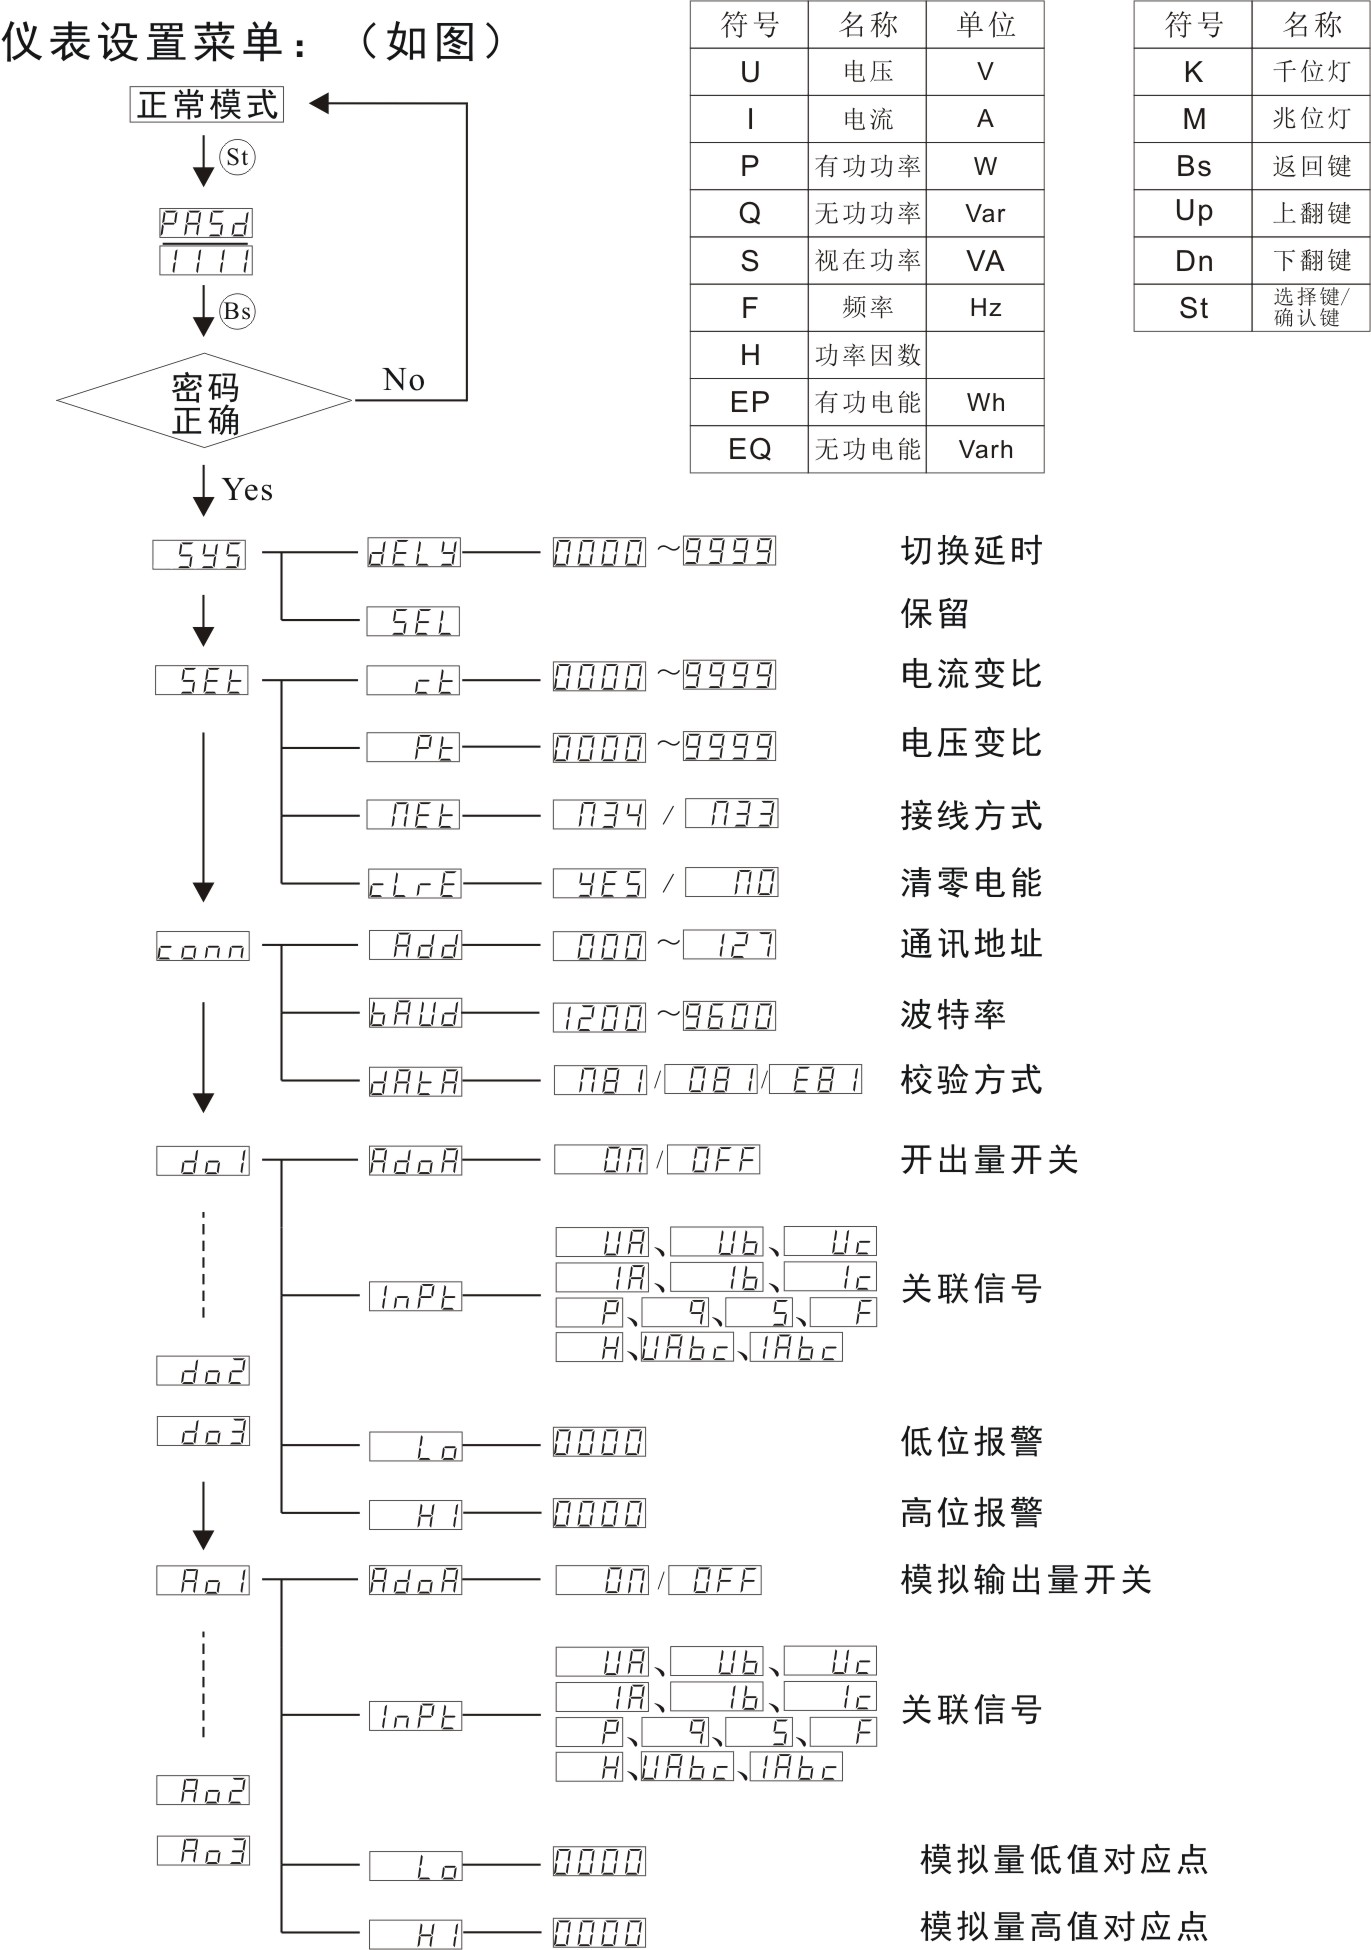 仪表设置菜单：（如图）
正常模式
St
PASd
1111
Bs
密码
正确
No
Yes
符号 名称 单位
U 电压 V
I 电流 A
P 有功功率 W
Q 无功功率 Var
S 视在功率 VA
F 频率 Hz
H 功率因数
EP 有功电能 Wh
EQ 无功电能 Varh
符号 名称
K 千位灯
M 兆位灯
Bs 返回键
Up 上翻键
Dn 下翻键
St 选择键/
确认键
SYS dELY 0000 ~ 9999 切换延时
SEL 保留
SEt ct 0000 ~ 9999 电流变比
Pt 0000 ~ 9999 电压变比
nEt n34 / n33 接线方式
cLrE YES / nO 清零电能
conn Add 000 ~ 127 通讯地址
bAUd 1200 ~ 9600 波特率
dAtA n81 / O81 / E81 校验方式
do1 AdoA On / OFF 开出量开关
InPt 关联信号
UA、Ub、Uc
IA、Ib、Ic
P、q、S、F
H、UAbc、IAbc
do2
do3
Lo 0000 低位报警
HI 0000 高位报警
Ao1 AdoA On / OFF 模拟输出量开关
InPt 关联信号
UA、Ub、Uc
IA、Ib、Ic
P、q、S、F
H、UAbc、IAbc
Ao2
Ao3
Lo 0000 模拟量低值对应点
HI 0000 模拟量高值对应点